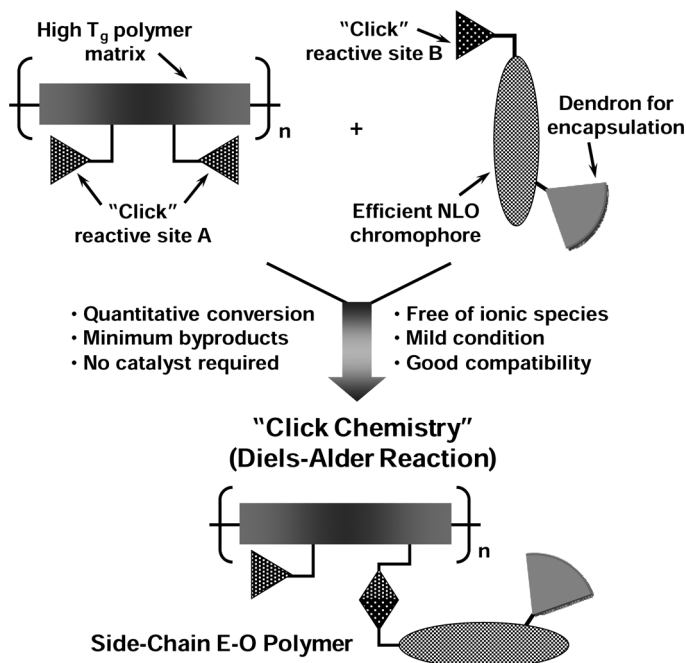 High Tg polymer
matrix
n
"Click"
reactive site A
+
"Click"
reactive site B
Dendron for
encapsulation
Efficient NLO
chromophore
· Quantitative conversion
· Minimum byproducts
· No catalyst required
· Free of ionic species
· Mild condition
· Good compatibility
"Click Chemistry"
(Diels-Alder Reaction)
n
Side-Chain E-O Polymer